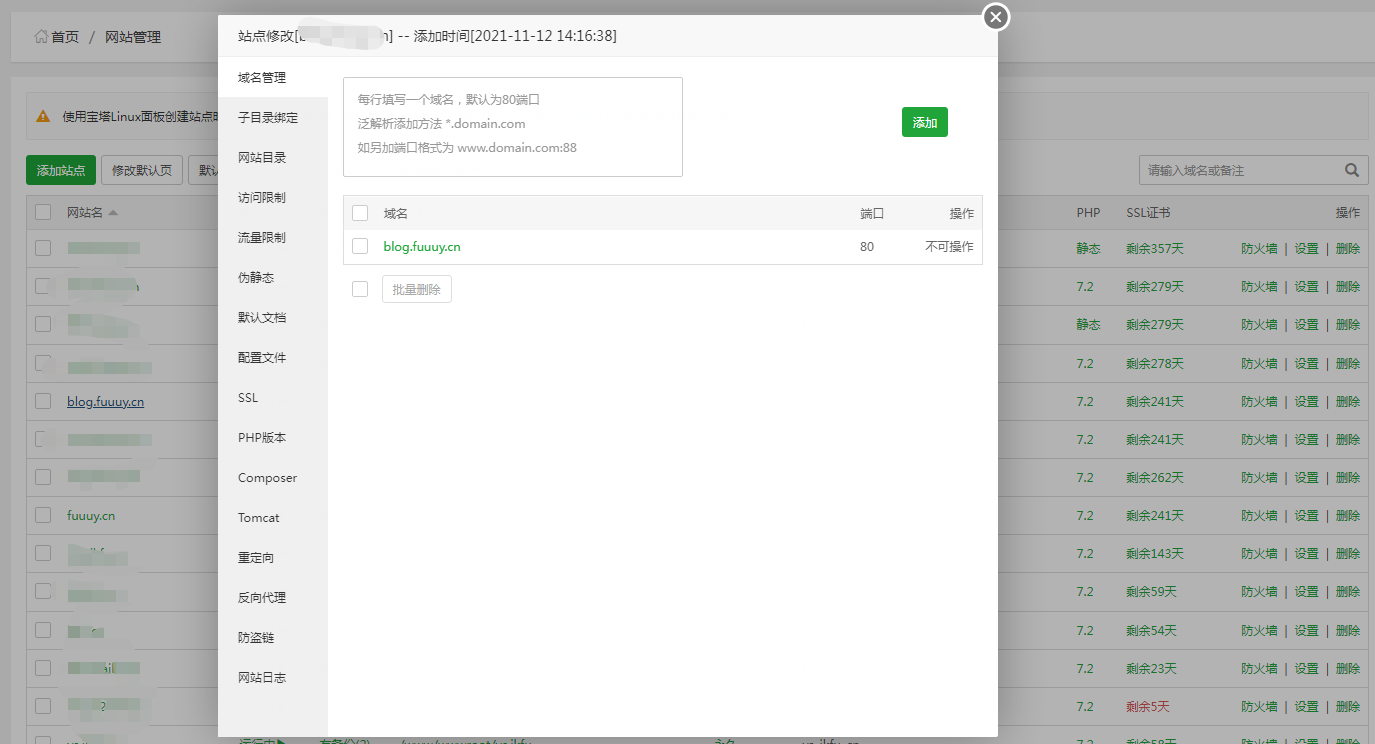 首页 / 网站管理
站点修改[b n] -- 添加时间[2021-11-12 14:16:38]
使用宝塔Linux面板创建站点时
添加站点 修改默认页 默认
请输入域名或备注
网站名 PHP SSL证书 操作
静态 剩余357天 防火墙 | 设置 | 删除
7.2 剩余279天 防火墙 | 设置 | 删除
静态 剩余279天 防火墙 | 设置 | 删除
7.2 剩余278天 防火墙 | 设置 | 删除
blog.fuuuy.cn 7.2 剩余241天 防火墙 | 设置 | 删除
7.2 剩余241天 防火墙 | 设置 | 删除
7.2 剩余262天 防火墙 | 设置 | 删除
fuuuy.cn 7.2 剩余241天 防火墙 | 设置 | 删除
7.2 剩余143天 防火墙 | 设置 | 删除
7.2 剩余59天 防火墙 | 设置 | 删除
7.2 剩余54天 防火墙 | 设置 | 删除
7.2 剩余23天 防火墙 | 设置 | 删除
7.2 剩余5天 防火墙 | 设置 | 删除
7.2 剩余58天 防火墙 | 设置 | 删除
域名管理
子目录绑定
网站目录
访问限制
流量限制
伪静态
默认文档
配置文件
SSL
PHP版本
Composer
Tomcat
重定向
反向代理
防盗链
网站日志
每行填写一个域名，默认为80端口
泛解析添加方法 *.domain.com
如另加端口格式为 www.domain.com:88
添加
域名 端口 操作
blog.fuuuy.cn 80 不可操作
批量删除